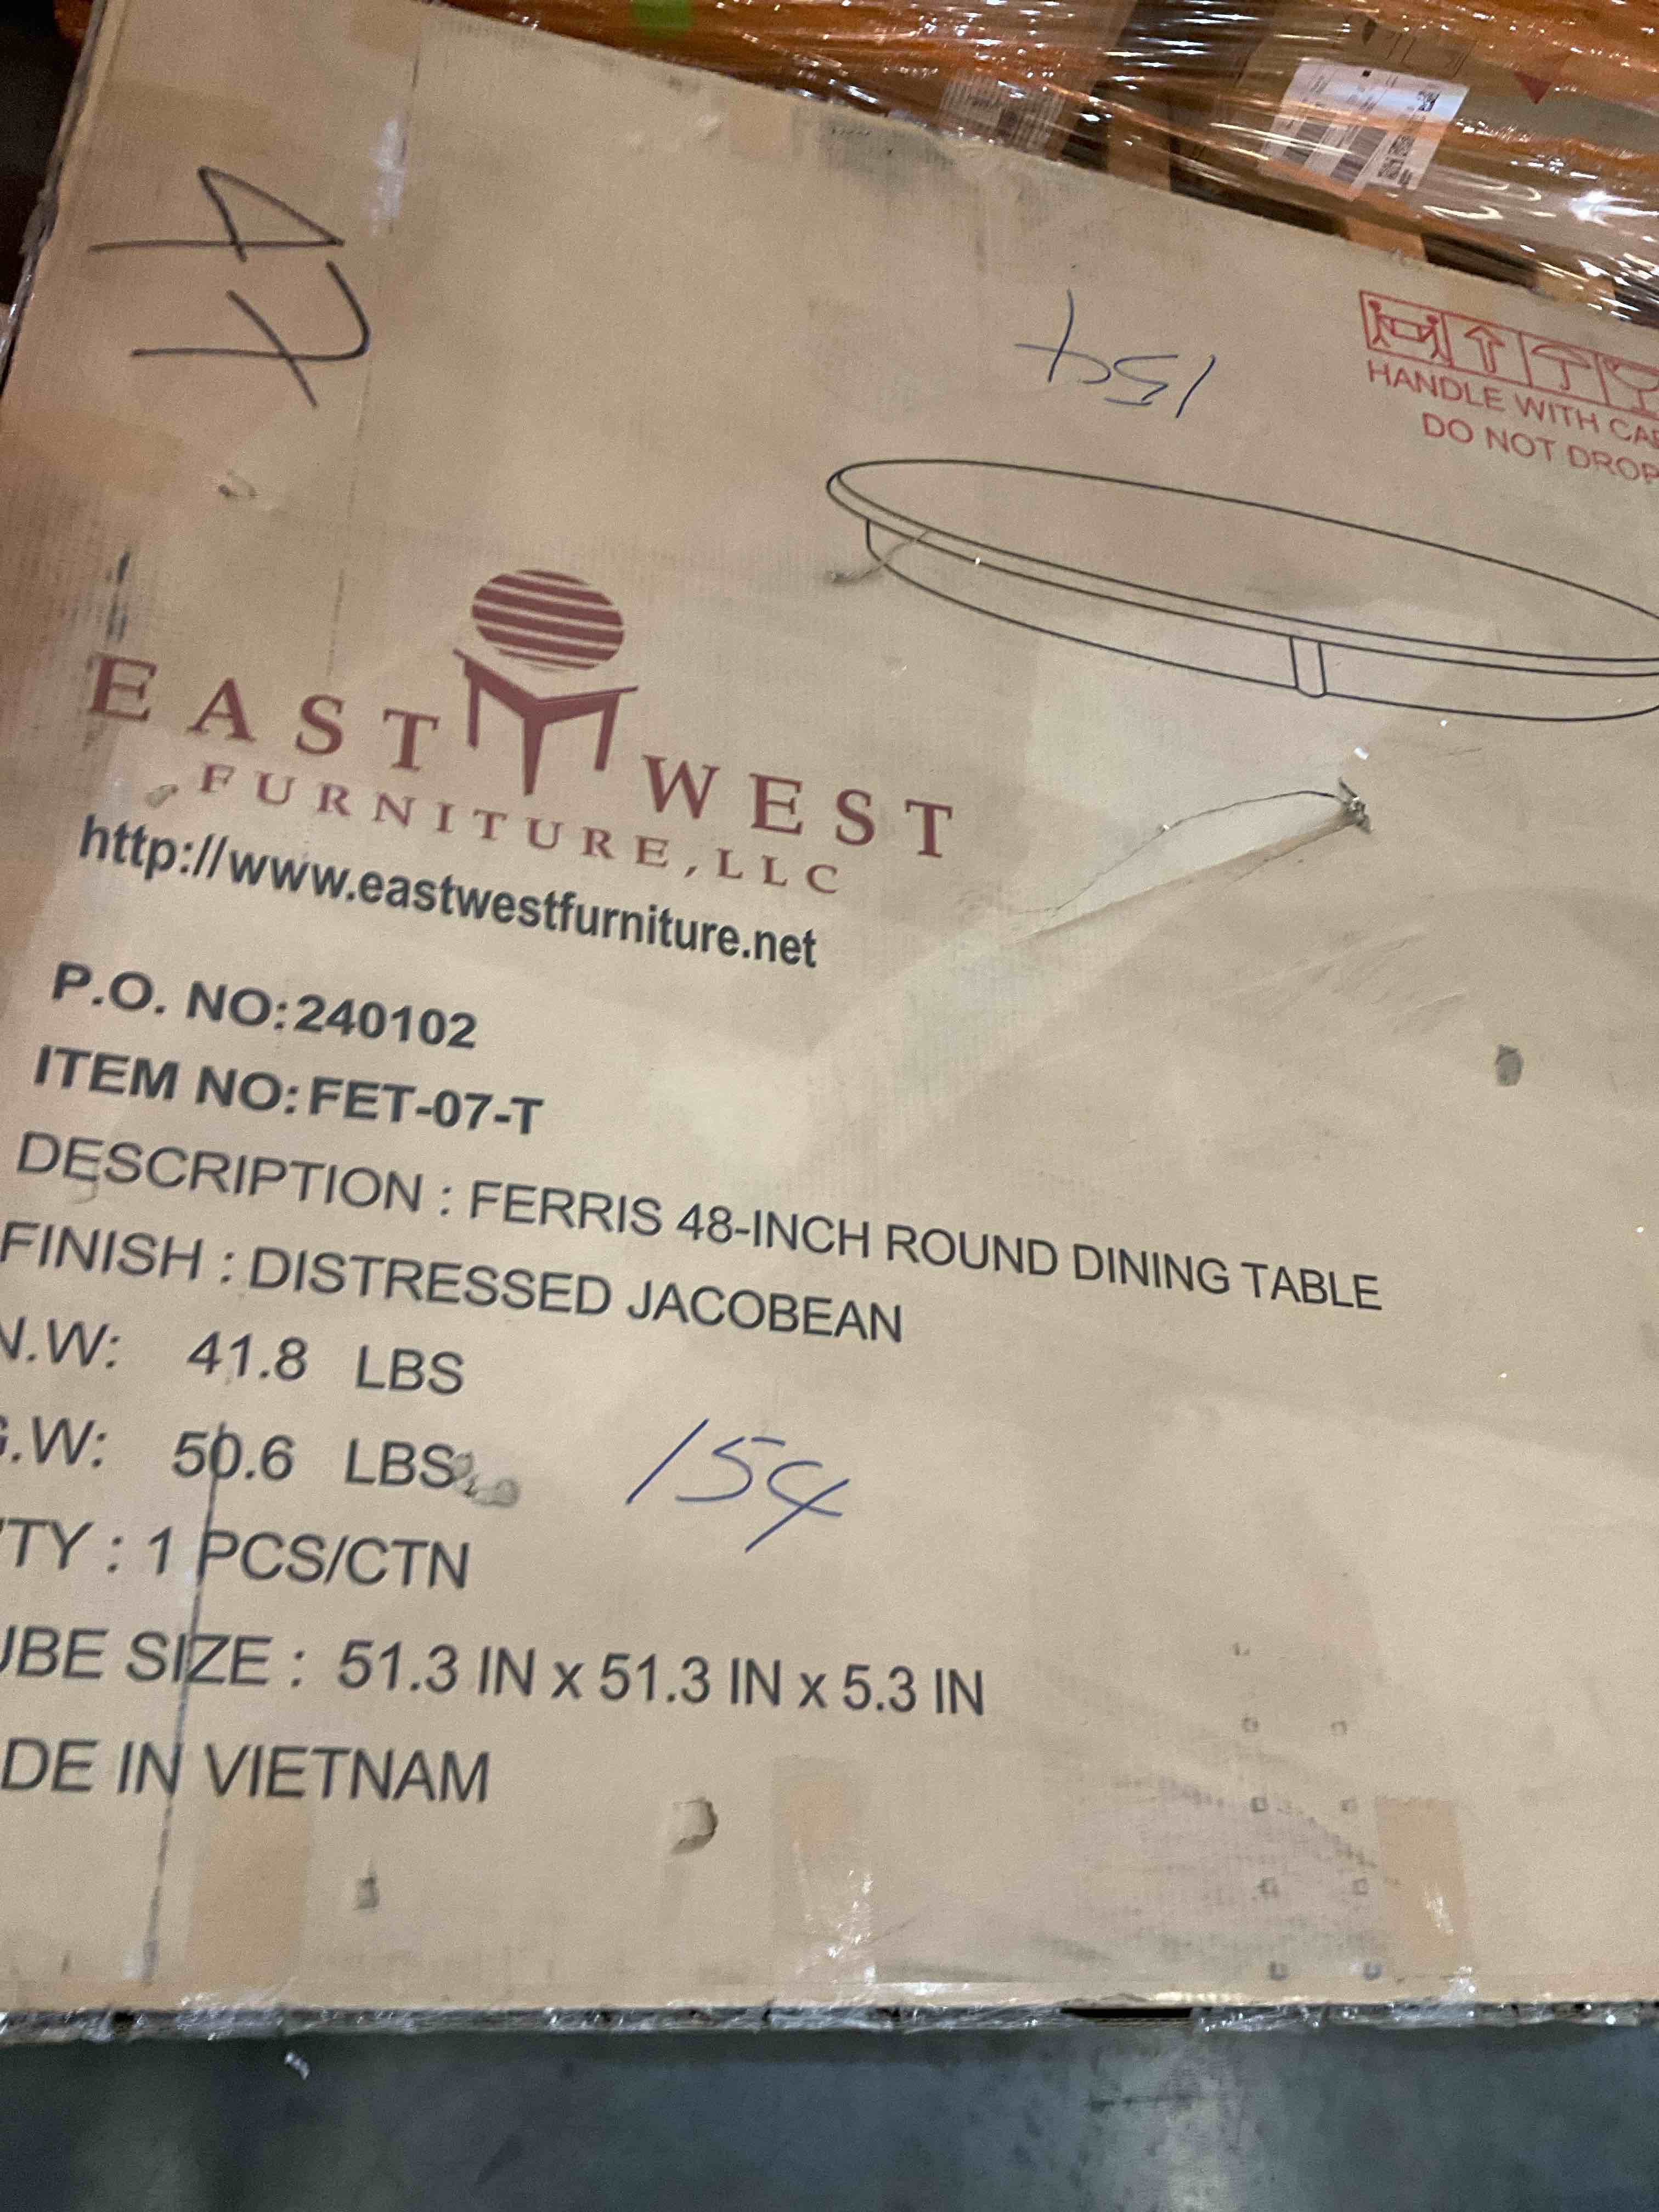 47
154
HANDLE WITH CA
DO NOT DROP
EAST WEST
FURNITURE, LLC
http://www.eastwestfurniture.net
P.O. NO: 240102
ITEM NO: FET-07-T
DESCRIPTION : FERRIS 48-INCH ROUND DINING TABLE
FINISH : DISTRESSED JACOBEAN
N.W: 41.8 LBS
G.W: 50.6 LBS
154
TY : 1 PCS/CTN
UBE SIZE : 51.3 IN x 51.3 IN x 5.3 IN
DE IN VIETNAM